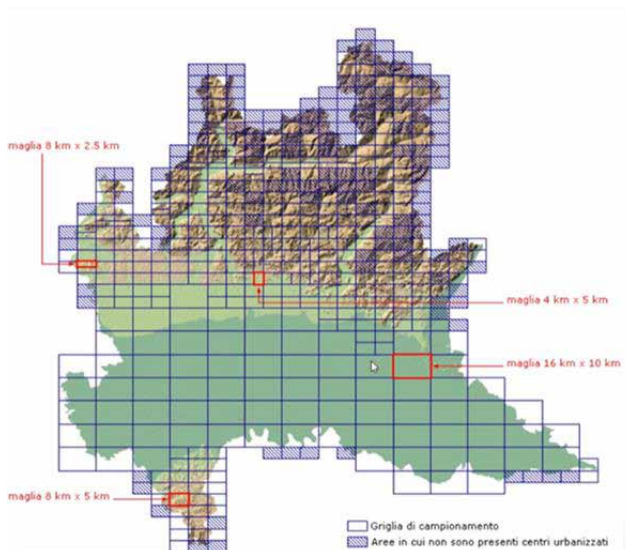 maglia 8 km x 2.5 km
maglia 4 km x 5 km
maglia 16 km x 10 km
maglia 8 km x 5 km
Griglia di campionamento
Aree in cui non sono presenti centri urbanizzati